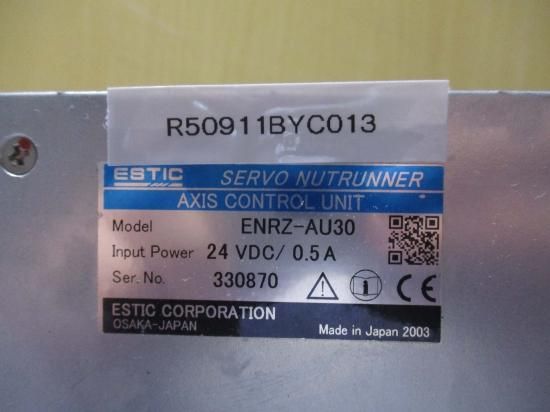 R50911BYC013
ESTIC SERVO NUTRUNNER
AXIS CONTROL UNIT
Model ENRZ-AU30
Input Power 24 VDC/ 0.5 A
Ser. No. 330870
CE
ESTIC CORPORATION
OSAKA-JAPAN
Made in Japan 2003